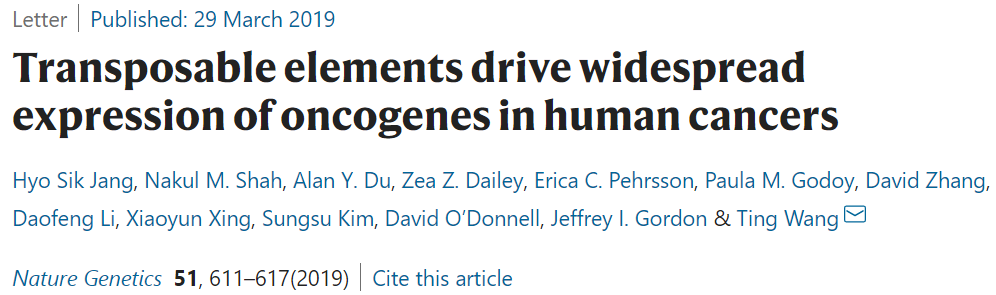 Letter | Published: 29 March 2019
Transposable elements drive widespread
expression of oncogenes in human cancers
Hyo Sik Jang, Nakul M. Shah, Alan Y. Du, Zea Z. Dailey, Erica C. Pehrsson, Paula M. Godoy, David Zhang,
Daofeng Li, Xiaoyun Xing, Sungsu Kim, David O’Donnell, Jeffrey I. Gordon & Ting Wang
Nature Genetics 51, 611–617(2019) | Cite this article